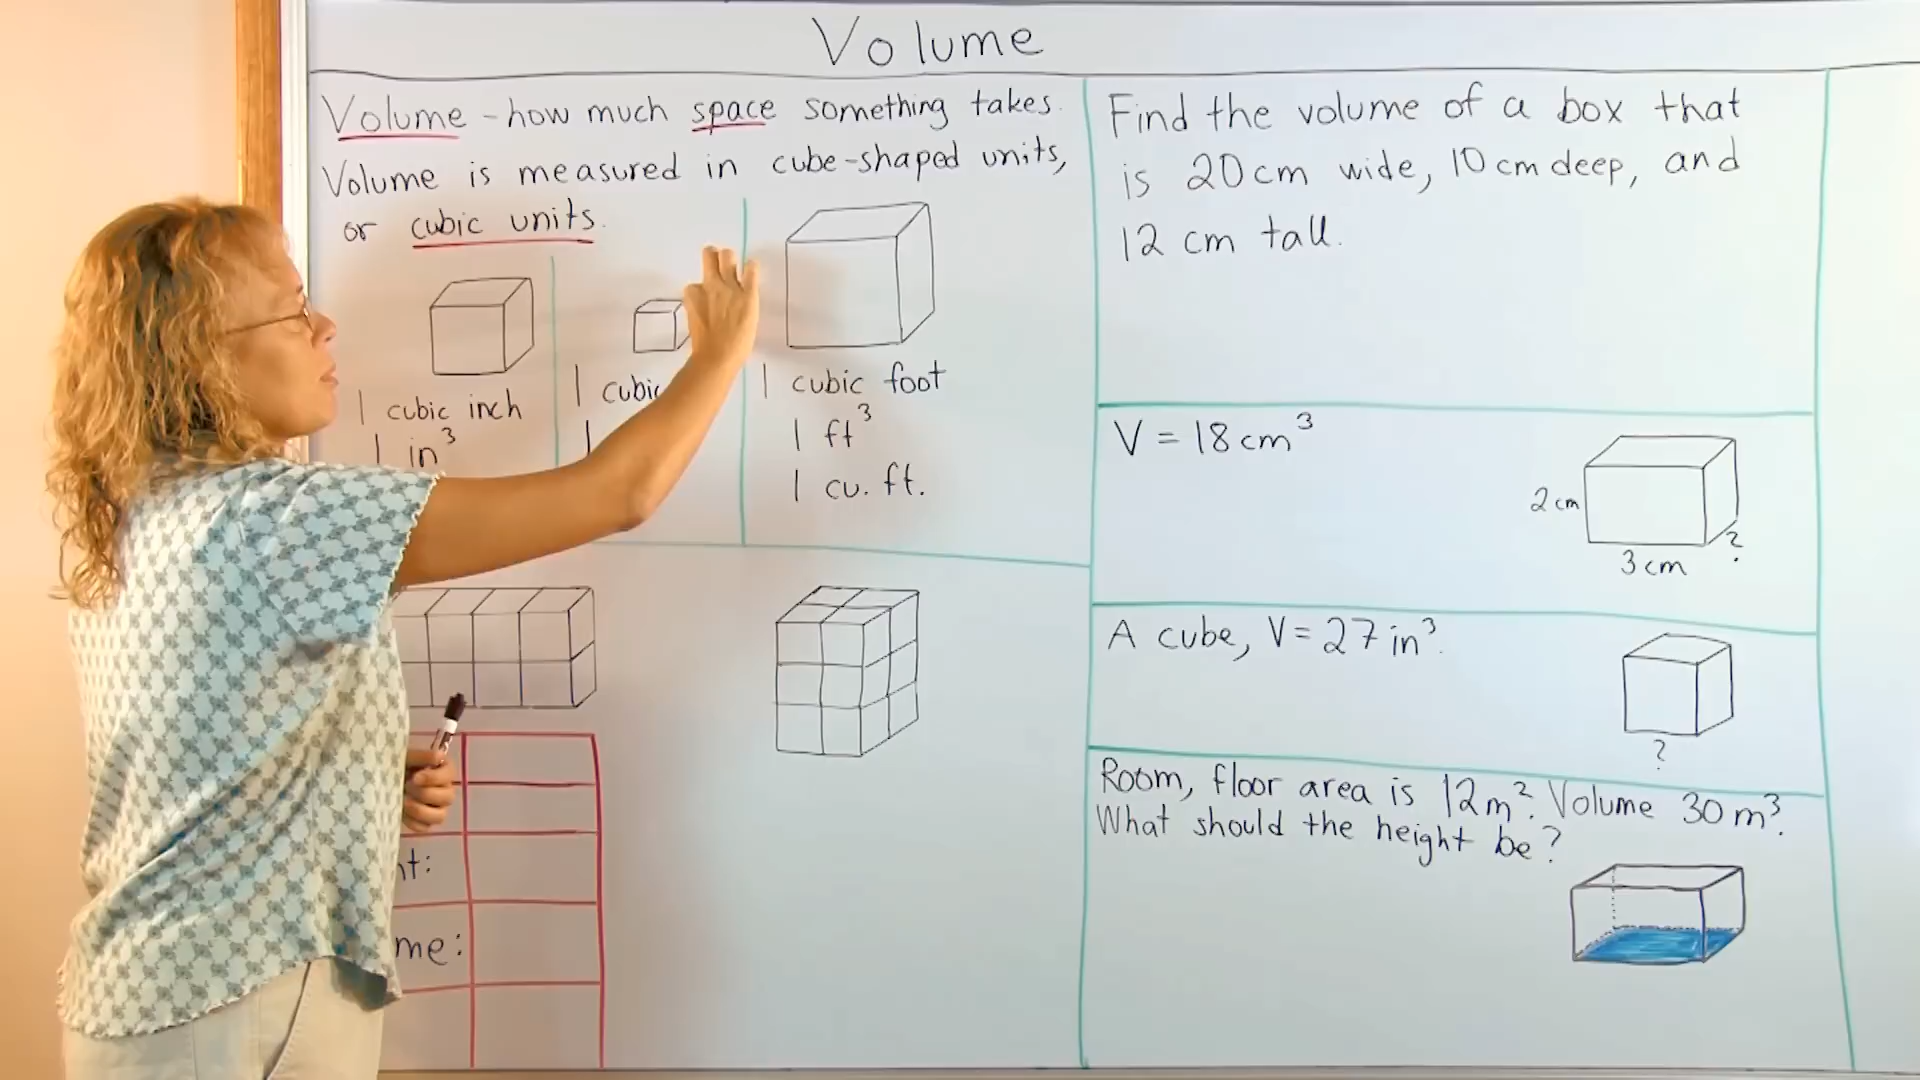 Volume
Volume - how much space something takes.
Volume is measured in cube-shaped units,
or cubic units.
1 cubic inch
1 in³
1 cubic
1
1 cubic foot
1 ft³
1 cu. ft.
Find the volume of a box that
is 20 cm wide, 10 cm deep, and
12 cm tall.
V = 18 cm³
2 cm
3 cm
?
A cube, V = 27 in³.
?
Room, floor area is 12 m². Volume 30 m³.
What should the height be?